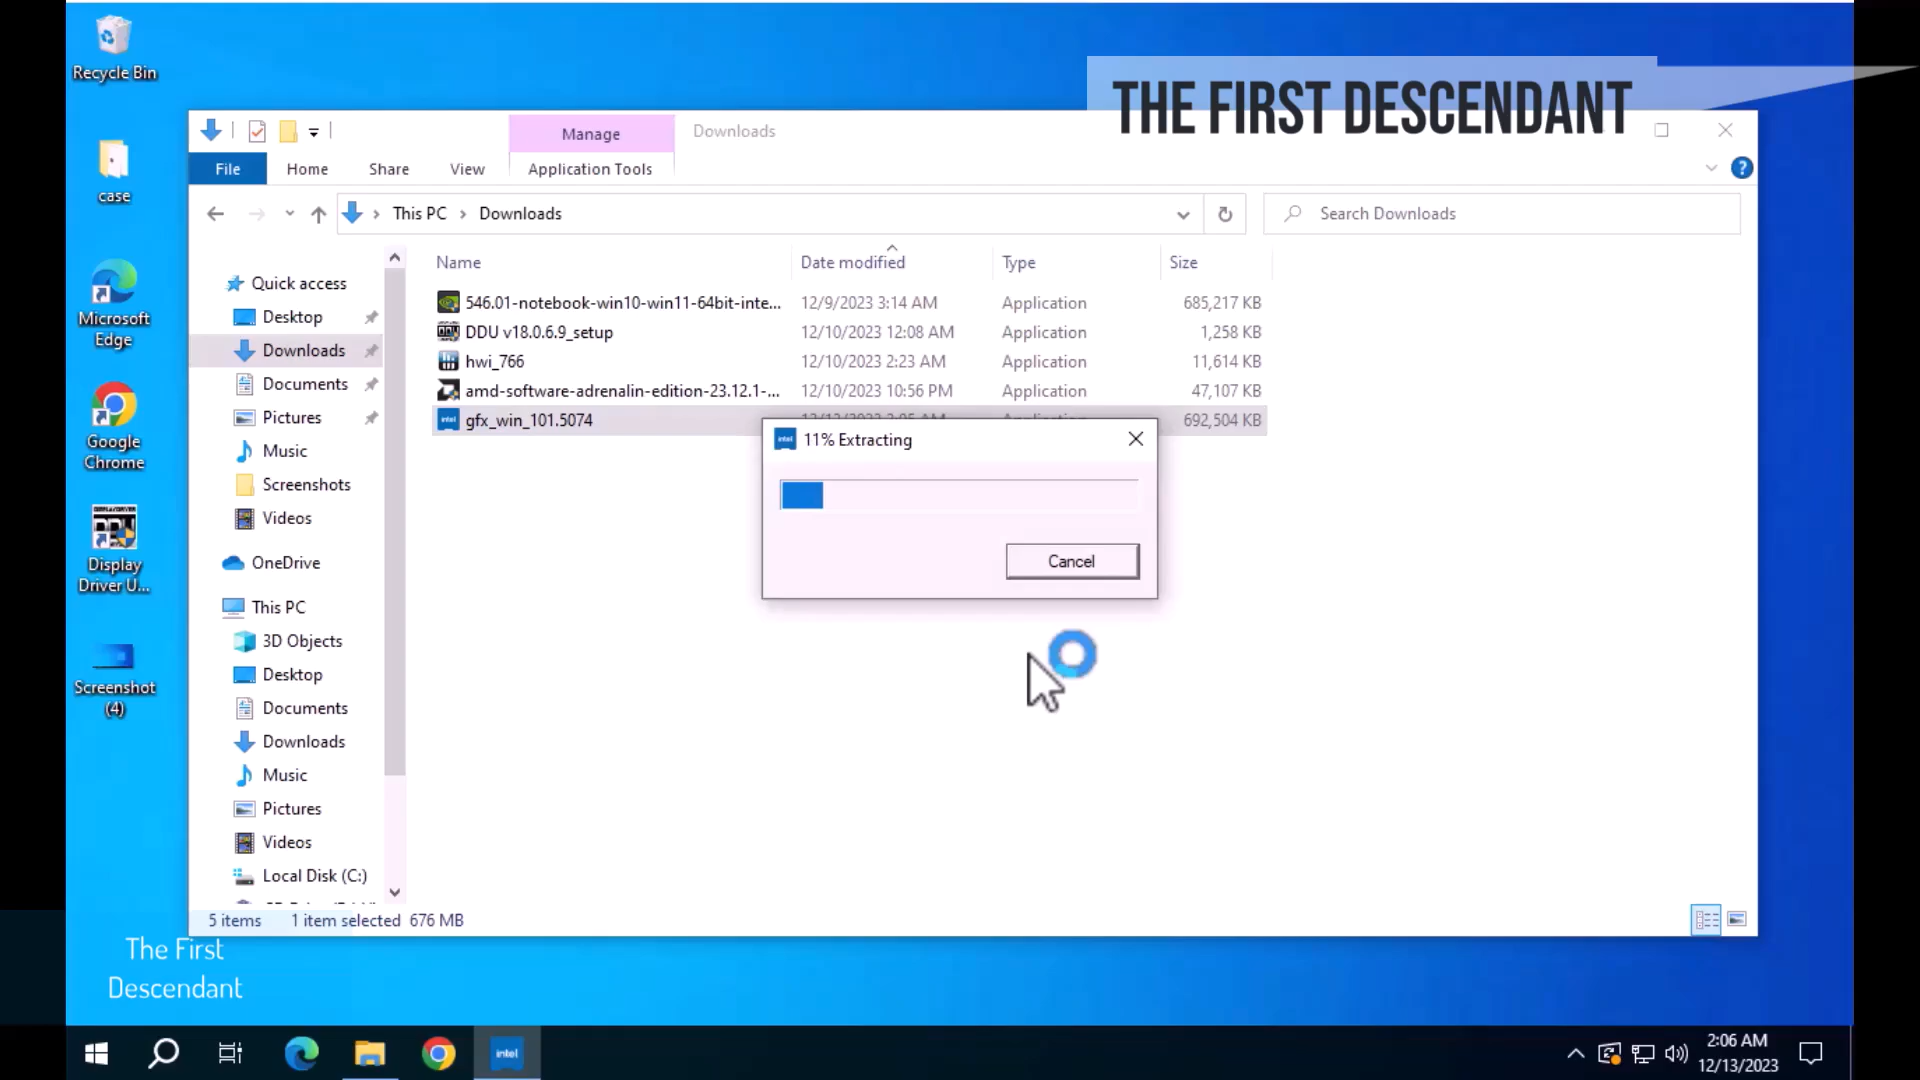 Recycle Bin
case
Microsoft
Edge
Google
Chrome
Display
Driver U...
Screenshot
(4)
THE FIRST DESCENDANT
Manage
Downloads
File
Home
Share
View
Application Tools
This PC
Downloads
Search Downloads
Quick access
Desktop
Downloads
Documents
Pictures
Music
Screenshots
Videos
OneDrive
This PC
3D Objects
Desktop
Documents
Downloads
Music
Pictures
Videos
Local Disk (C:)
Name Date modified Type Size
546.01-notebook-win10-win11-64bit-inte... 12/9/2023 3:14 AM Application 685,217 KB
DDU v18.0.6.9_setup 12/10/2023 12:08 AM Application 1,258 KB
hwi_766 12/10/2023 2:23 AM Application 11,614 KB
amd-software-adrenalin-edition-23.12.1-... 12/10/2023 10:56 PM Application 47,107 KB
gfx_win_101.5074 692,504 KB
11% Extracting
Cancel
5 items 1 item selected 676 MB
The First
Descendant
intel
2:06 AM
12/13/2023